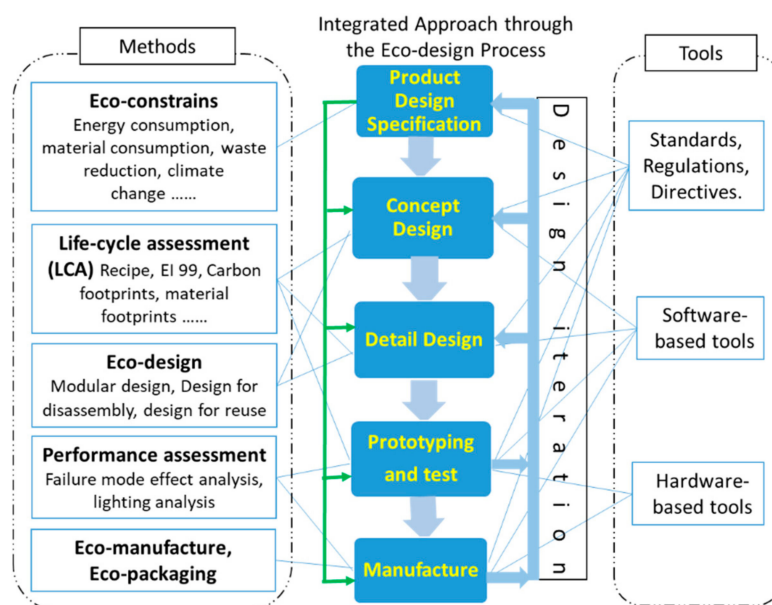 Methods
Eco-constrains
Energy consumption,
material consumption, waste
reduction, climate
change ......
Life-cycle assessment
(LCA) Recipe, EI 99, Carbon
footprints, material
footprints ......
Eco-design
Modular design, Design for
disassembly, design for reuse
Performance assessment
Failure mode effect analysis,
lighting analysis
Eco-manufacture,
Eco-packaging
Integrated Approach through
the Eco-design Process
Product
Design
Specification
Concept
Design
Detail Design
Prototyping
and test
Manufacture
Dessign itteration
Tools
Standards,
Regulations,
Directives.
Software-
based tools
Hardware-
based tools